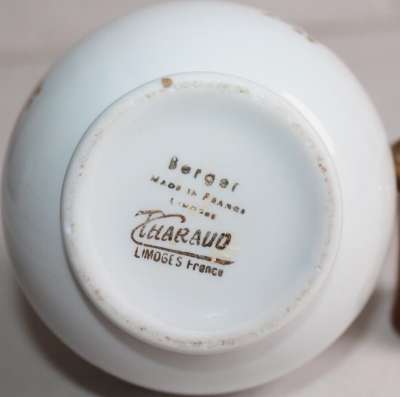 Berger
MADE IN FRANCE
LIMOGES
CHARAUD
LIMOGES France